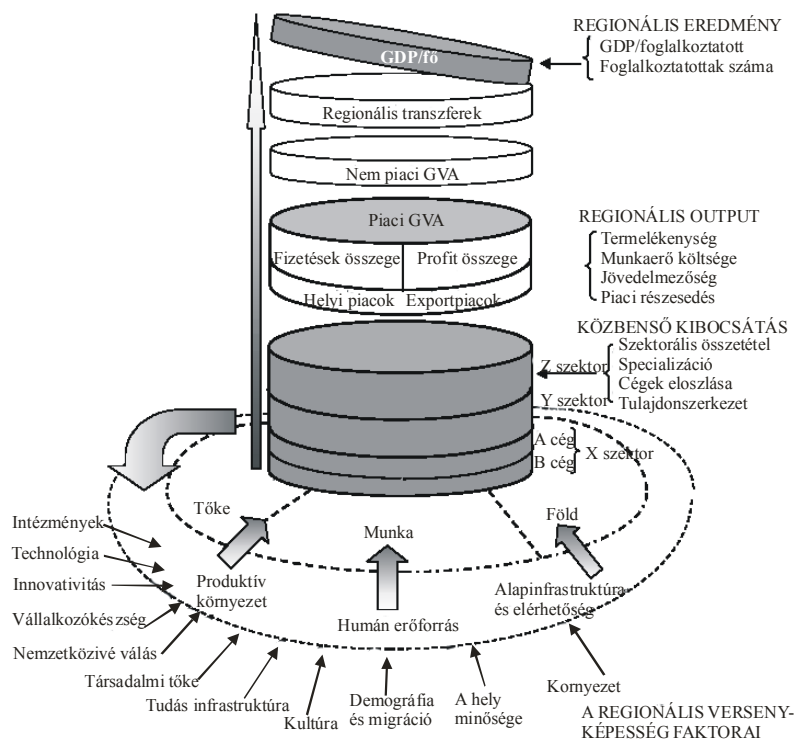 REGIONÁLIS EREDMÉNY
GDP/foglalkoztatott
Foglalkoztatottak száma
GDP/fő
Regionális transzferek
Nem piaci GVA
Piaci GVA
Fizetések összege
Profit összege
Helyi piacok
Exportpiacok
REGIONÁLIS OUTPUT
Termelékenység
Munkaerő költsége
Jövedelmezőség
Piaci részesedés
KÖZBENSŐ KIBOCSÁTÁS
Szektorális összetétel
Specializáció
Cégek eloszlása
Tulajdonszerkezet
Z szektor
Y szektor
A cég
B cég
X szektor
Tőke
Munka
Föld
Produktív
környezet
Humán erőforrás
Alapinfrastruktúra
és elérhetőség
Intézmények
Technológia
Innovativitás
Vállalkozókészség
Nemzetközivé válás
Társadalmi tőke
Tudás infrastruktúra
Kultúra
Demográfia
és migráció
A hely
minősége
Kornyezet
A REGIONÁLIS VERSENY-
KÉPESSÉG FAKTORAI